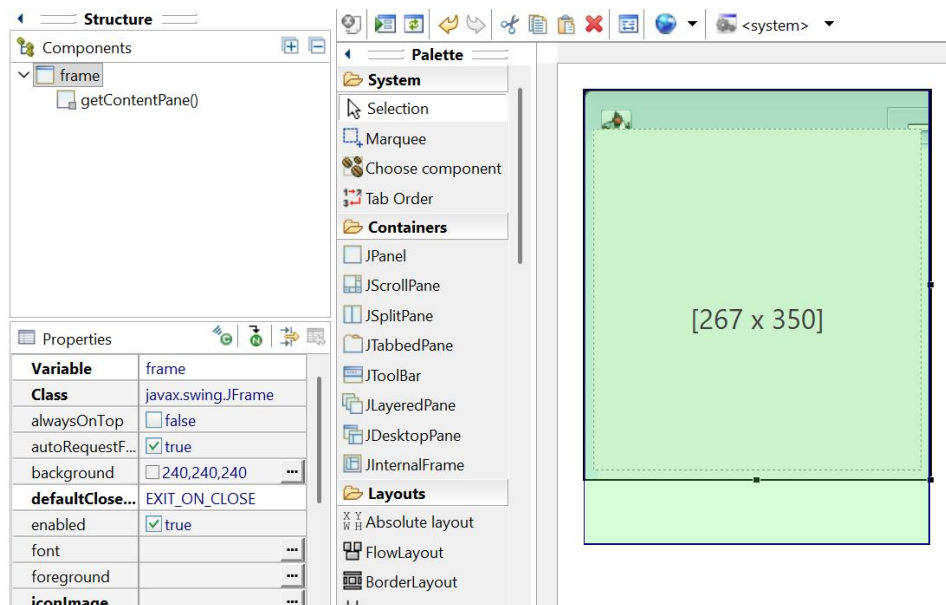 Structure
Components
frame
getContentPane()
Properties
Variable frame
Class javax.swing.JFrame
alwaysOnTop false
autoRequestF... true
background 240,240,240 ...
defaultClose... EXIT_ON_CLOSE
enabled true
font ...
foreground ...
iconImage ...
<system>
Palette
System
Selection
Marquee
Choose component
Tab Order
Containers
JPanel
JScrollPane
JSplitPane
JTabbedPane
JToolBar
JLayeredPane
JDesktopPane
JInternalFrame
Layouts
Absolute layout
FlowLayout
BorderLayout
[267 x 350]